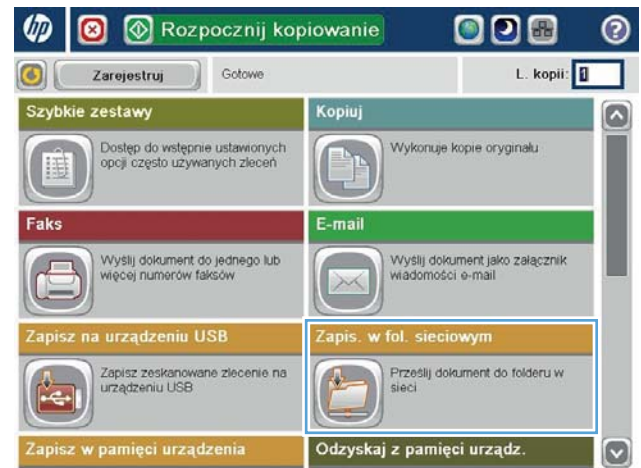 hp
Rozpocznij kopiowanie
?
Zarejestruj
Gotowe
L. kopii: 1
Szybkie zestawy
Dostęp do wstępnie ustawionych
opcji często używanych zleceń
Kopiuj
Wykonuje kopie oryginału
Faks
Wyślij dokument do jednego lub
więcej numerów faksów
E-mail
Wyślij dokument jako załącznik
wiadomości e-mail
Zapisz na urządzeniu USB
Zapisz zeskanowane zlecenie na
urządzeniu USB
Zapis. w fol. sieciowym
Prześlij dokument do folderu w
sieci
Zapisz w pamięci urządzenia
Odzyskaj z pamięci urządz.